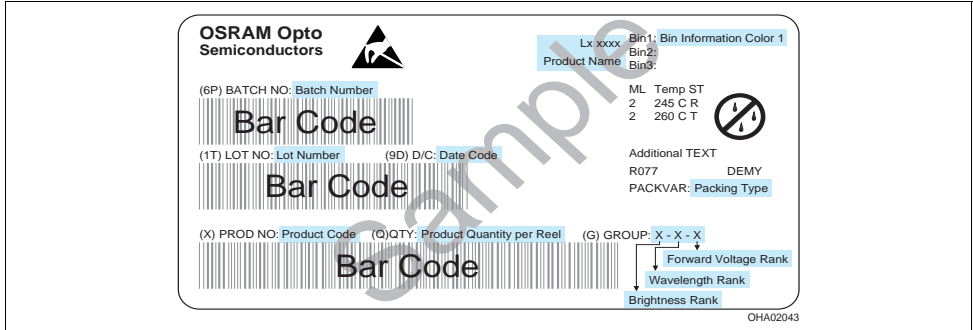 OSRAM Opto
Semiconductors
Lx xxxx
Product Name
Bin1: Bin Information Color 1
Bin2:
Bin3:
(6P) BATCH NO: Batch Number
Bar Code
ML Temp ST
2 245 C R
2 260 C T
(1T) LOT NO: Lot Number (9D) D/C: Date Code
Bar Code
Additional TEXT
R077 DEMY
PACKVAR: Packing Type
(X) PROD NO: Product Code (Q)QTY: Product Quantity per Reel (G) GROUP: X - X - X
Bar Code
Forward Voltage Rank
Wavelength Rank
Brightness Rank
Sample
OHA02043